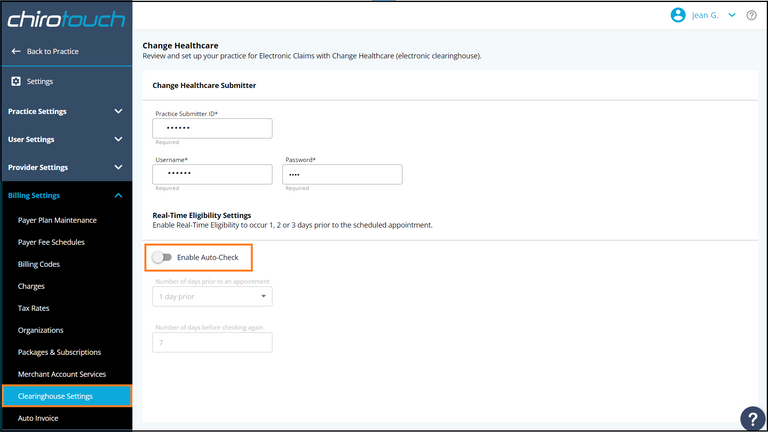 chirotouch
Jean G.
Back to Practice
Settings
Practice Settings
User Settings
Provider Settings
Billing Settings
Payer Plan Maintenance
Payer Fee Schedules
Billing Codes
Charges
Tax Rates
Organizations
Packages & Subscriptions
Merchant Account Services
Clearinghouse Settings
Auto Invoice
Change Healthcare
Review and set up your practice for Electronic Claims with Change Healthcare (electronic clearinghouse).
Change Healthcare Submitter
Practice Submitter ID*
••••••
Required
Username* Password*
•••••• ••••
Required Required
Real-Time Eligibility Settings
Enable Real-Time Eligibility to occur 1, 2 or 3 days prior to the scheduled appointment.
Enable Auto-Check
Number of days prior to an appointment
1 day prior
Number of days before checking again
7
?
?